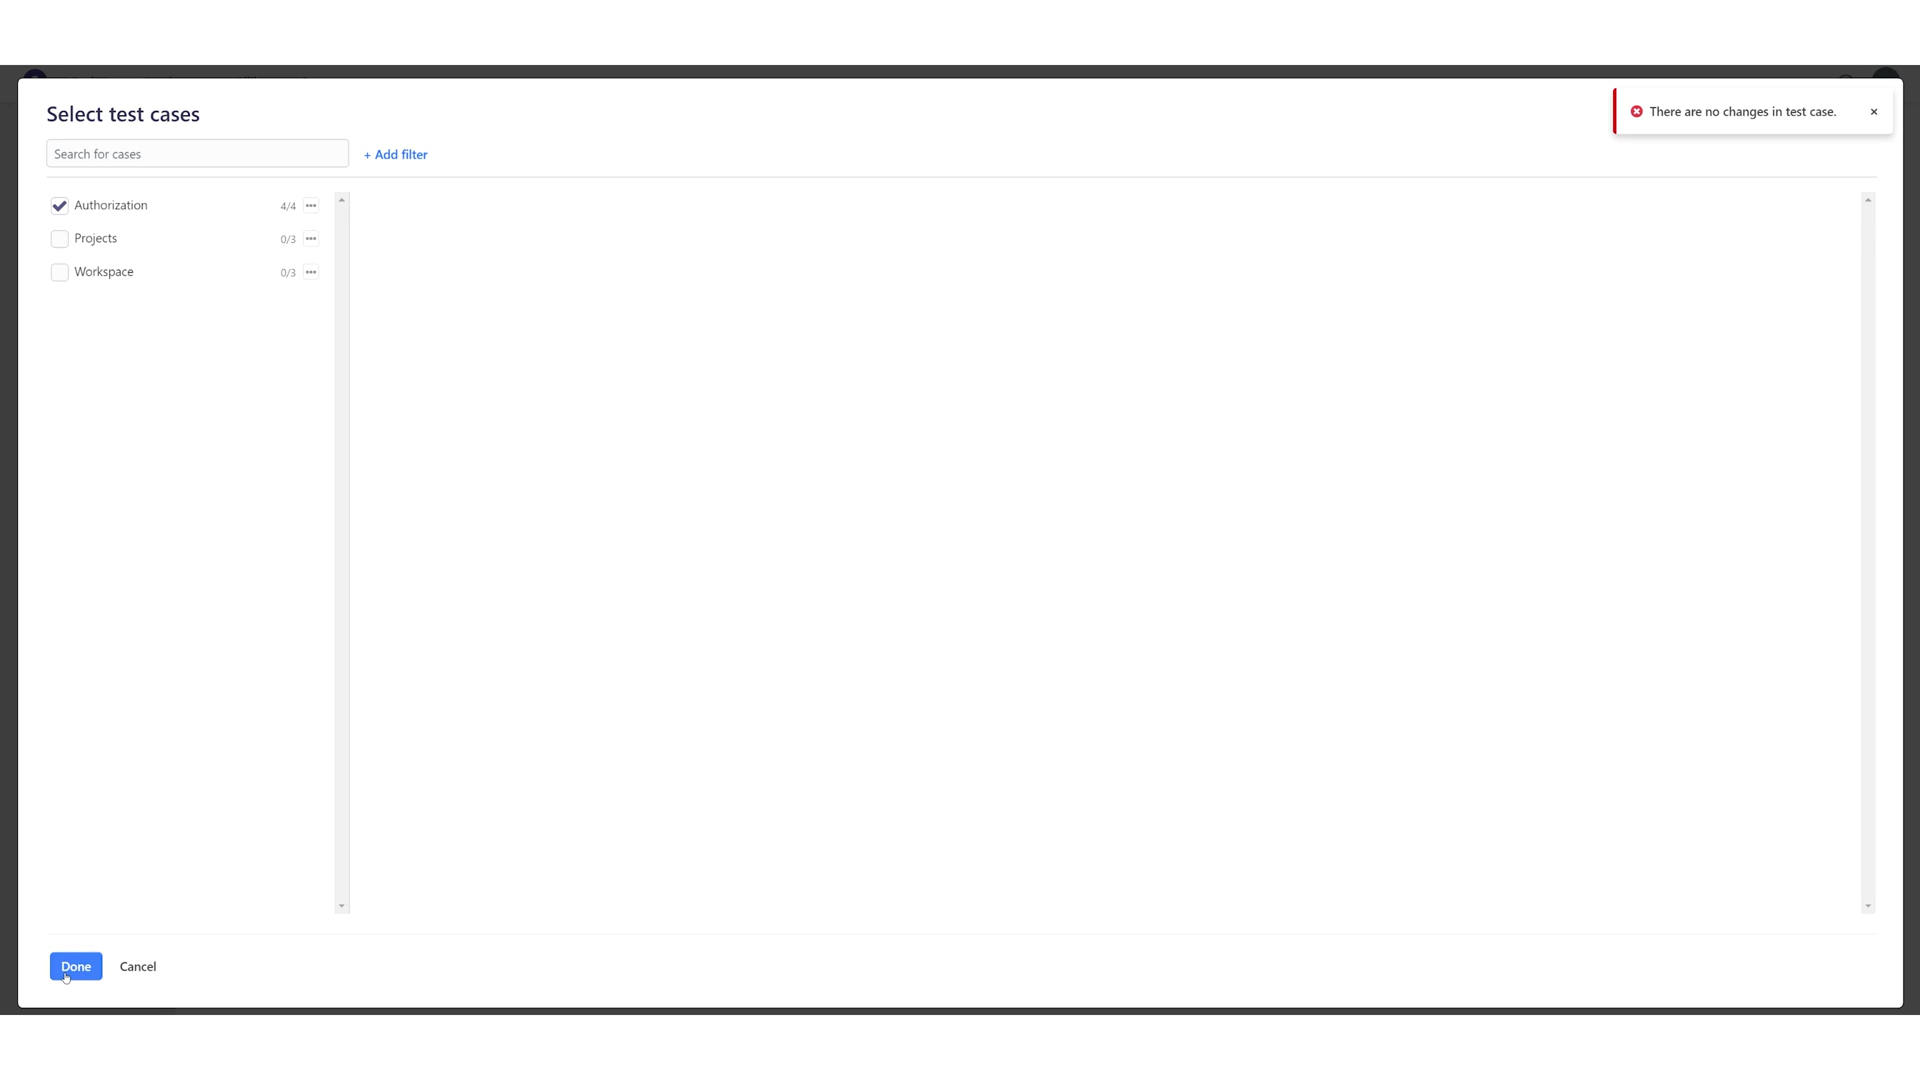 Select test cases
There are no changes in test case.
Search for cases
+ Add filter
Authorization 4/4
Projects 0/3
Workspace 0/3
Done Cancel